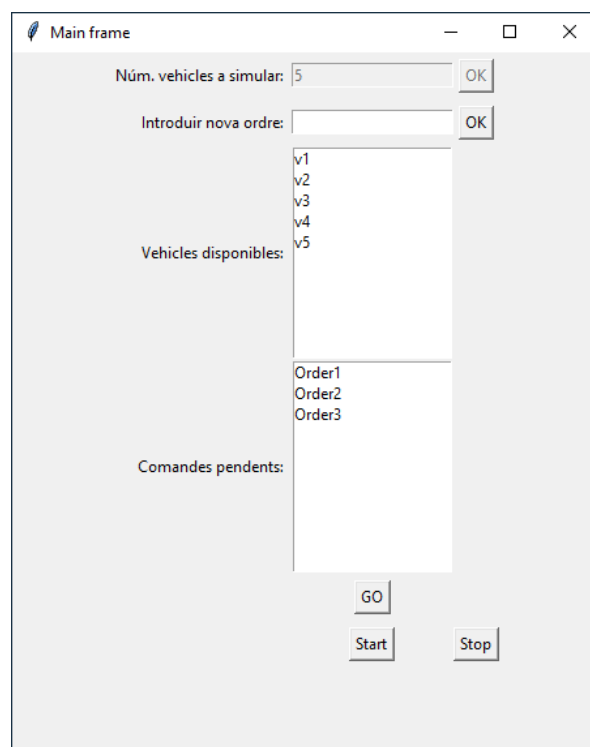 Main frame
Núm. vehicles a simular: 5 OK
Introduir nova ordre: OK
Vehicles disponibles:
v1
v2
v3
v4
v5
Comandes pendents:
Order1
Order2
Order3
GO
Start Stop